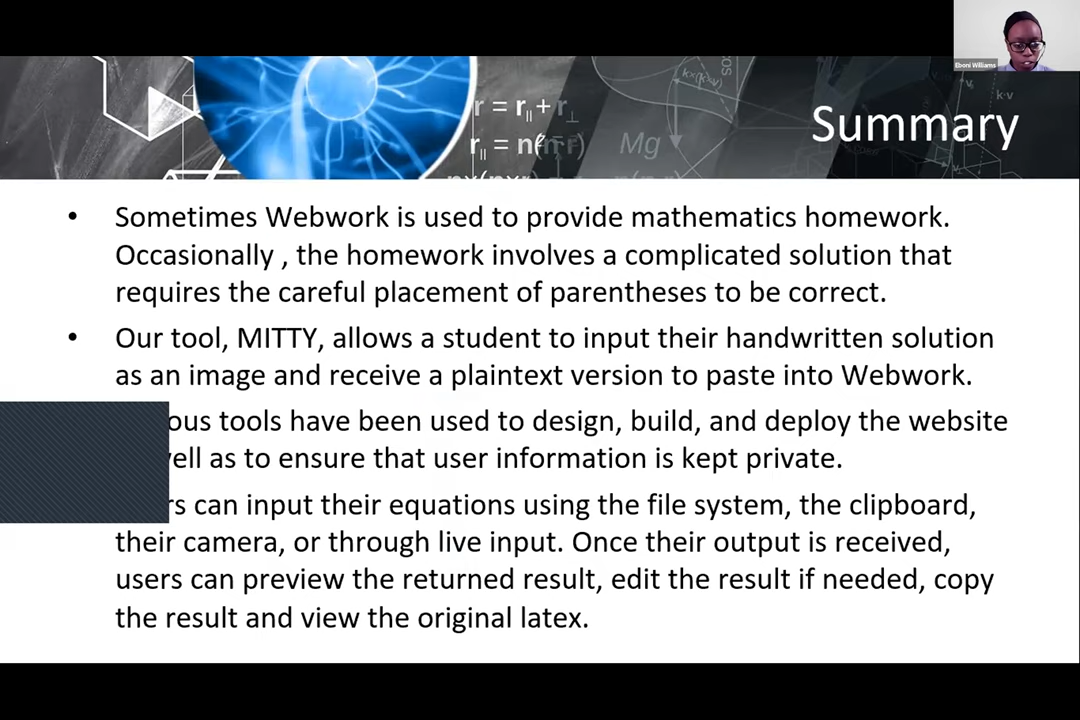 Eboni Williams
r = r|| + r⊥
k×(k×v)
cos
k·v
Summary
r|| = n(n·r)
Mg
• Sometimes Webwork is used to provide mathematics homework.
Occasionally , the homework involves a complicated solution that
requires the careful placement of parentheses to be correct.
• Our tool, MITTY, allows a student to input their handwritten solution
as an image and receive a plaintext version to paste into Webwork.
tools have been used to design, build, and deploy the website
as to ensure that user information is kept private.
can input their equations using the file system, the clipboard,
their camera, or through live input. Once their output is received,
users can preview the returned result, edit the result if needed, copy
the result and view the original latex.